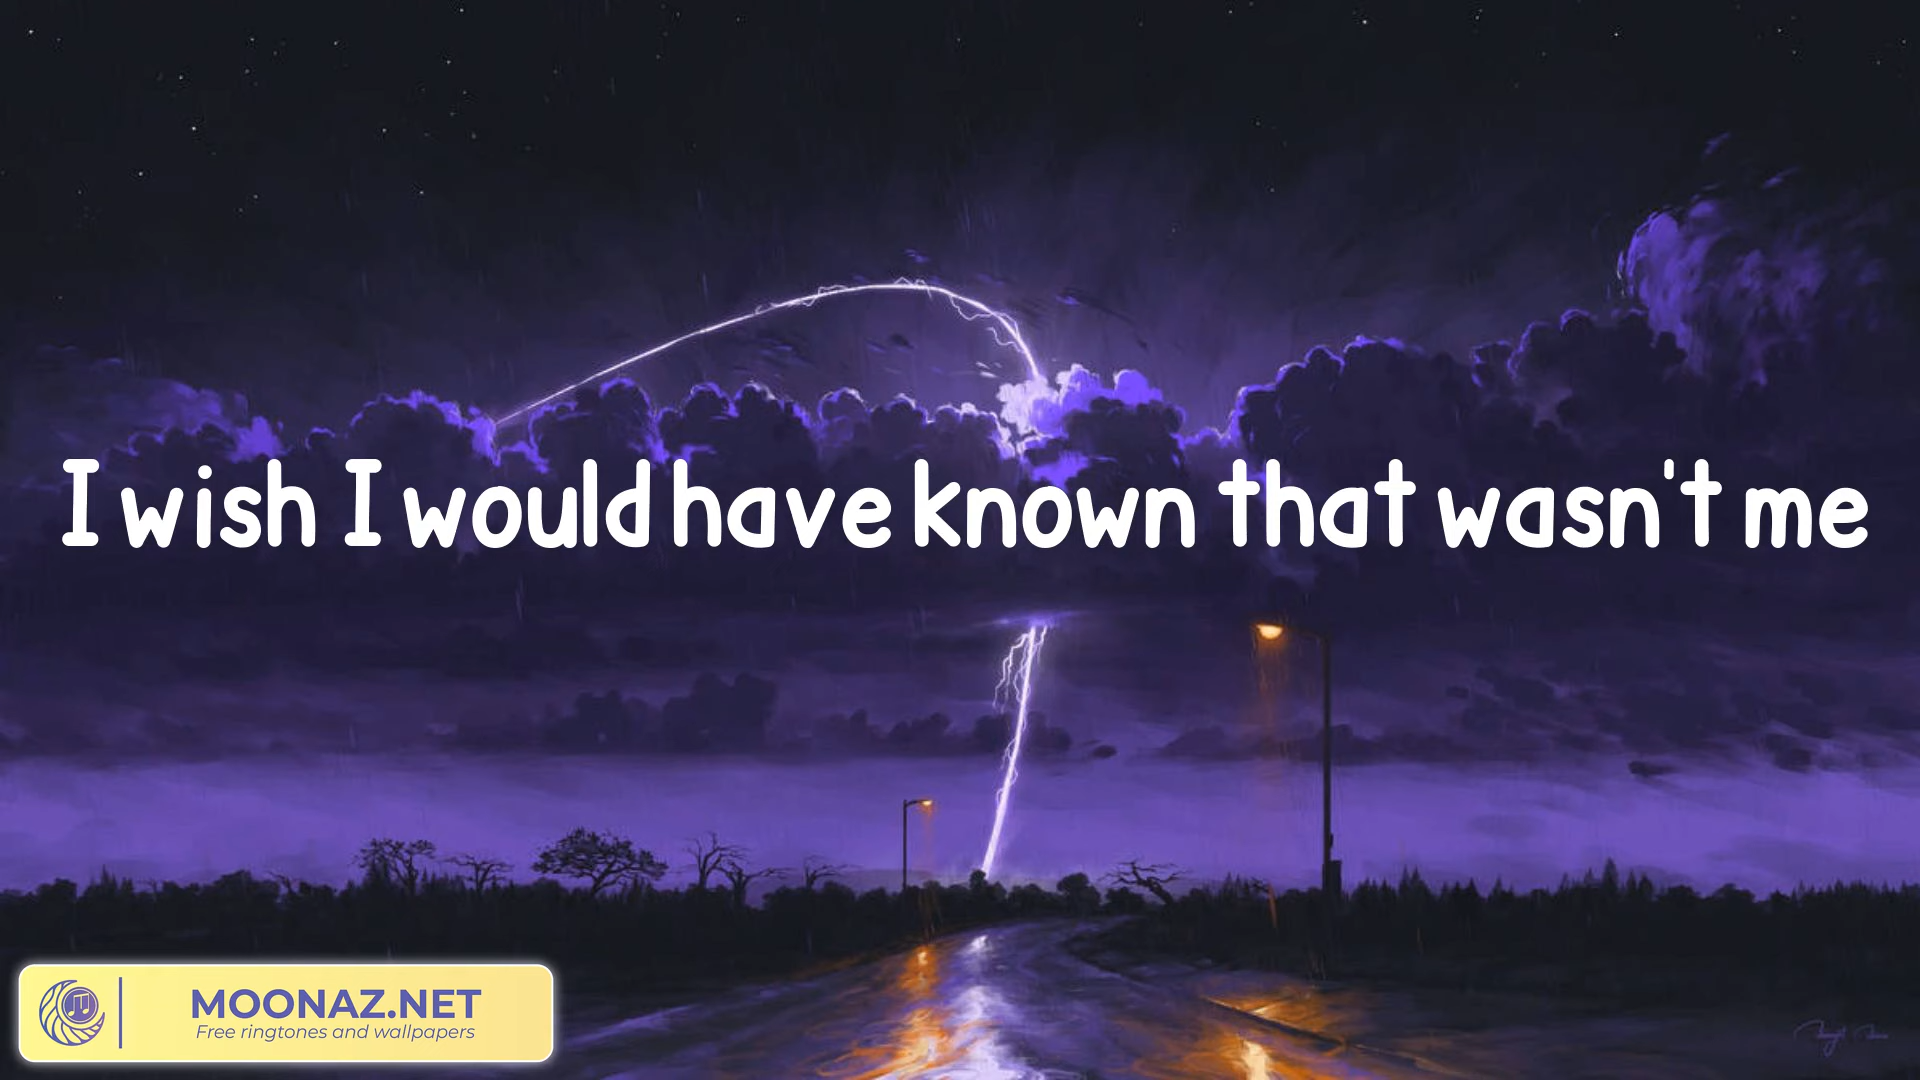 I wish I would have known that wasn't me
MOONAZ.NET
Free ringtones and wallpapers